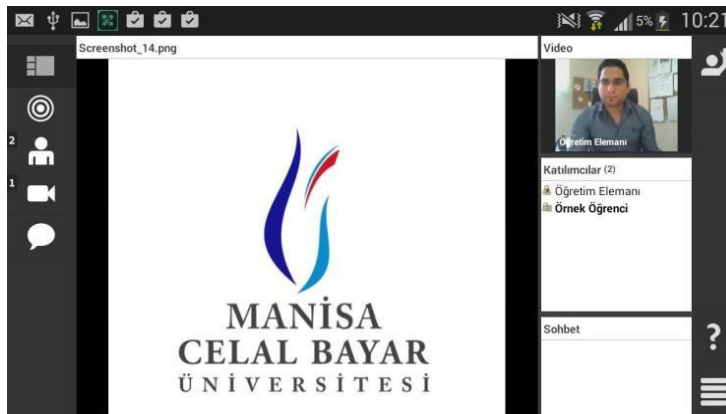 5% 10:21
Screenshot_14.png
Video
Öğretim Elemanı
2
1
Katılımcılar (2)
Öğretim Elemanı
Örnek Öğrenci
MANİSA
CELAL BAYAR
ÜNİVERSİTESİ
Sohbet
?